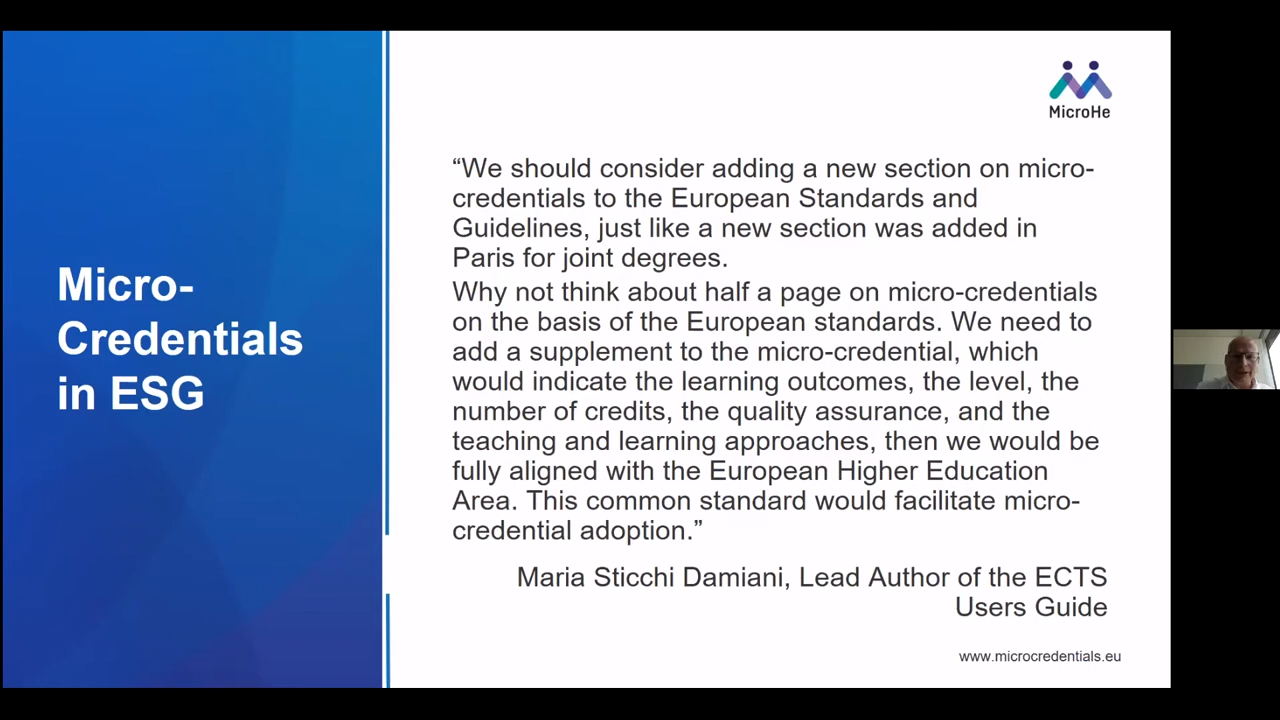 MicroHe
Micro-
Credentials
in ESG
“We should consider adding a new section on micro-
credentials to the European Standards and
Guidelines, just like a new section was added in
Paris for joint degrees.
Why not think about half a page on micro-credentials
on the basis of the European standards. We need to
add a supplement to the micro-credential, which
would indicate the learning outcomes, the level, the
number of credits, the quality assurance, and the
teaching and learning approaches, then we would be
fully aligned with the European Higher Education
Area. This common standard would facilitate micro-
credential adoption.”
Maria Sticchi Damiani, Lead Author of the ECTS
Users Guide
www.microcredentials.eu